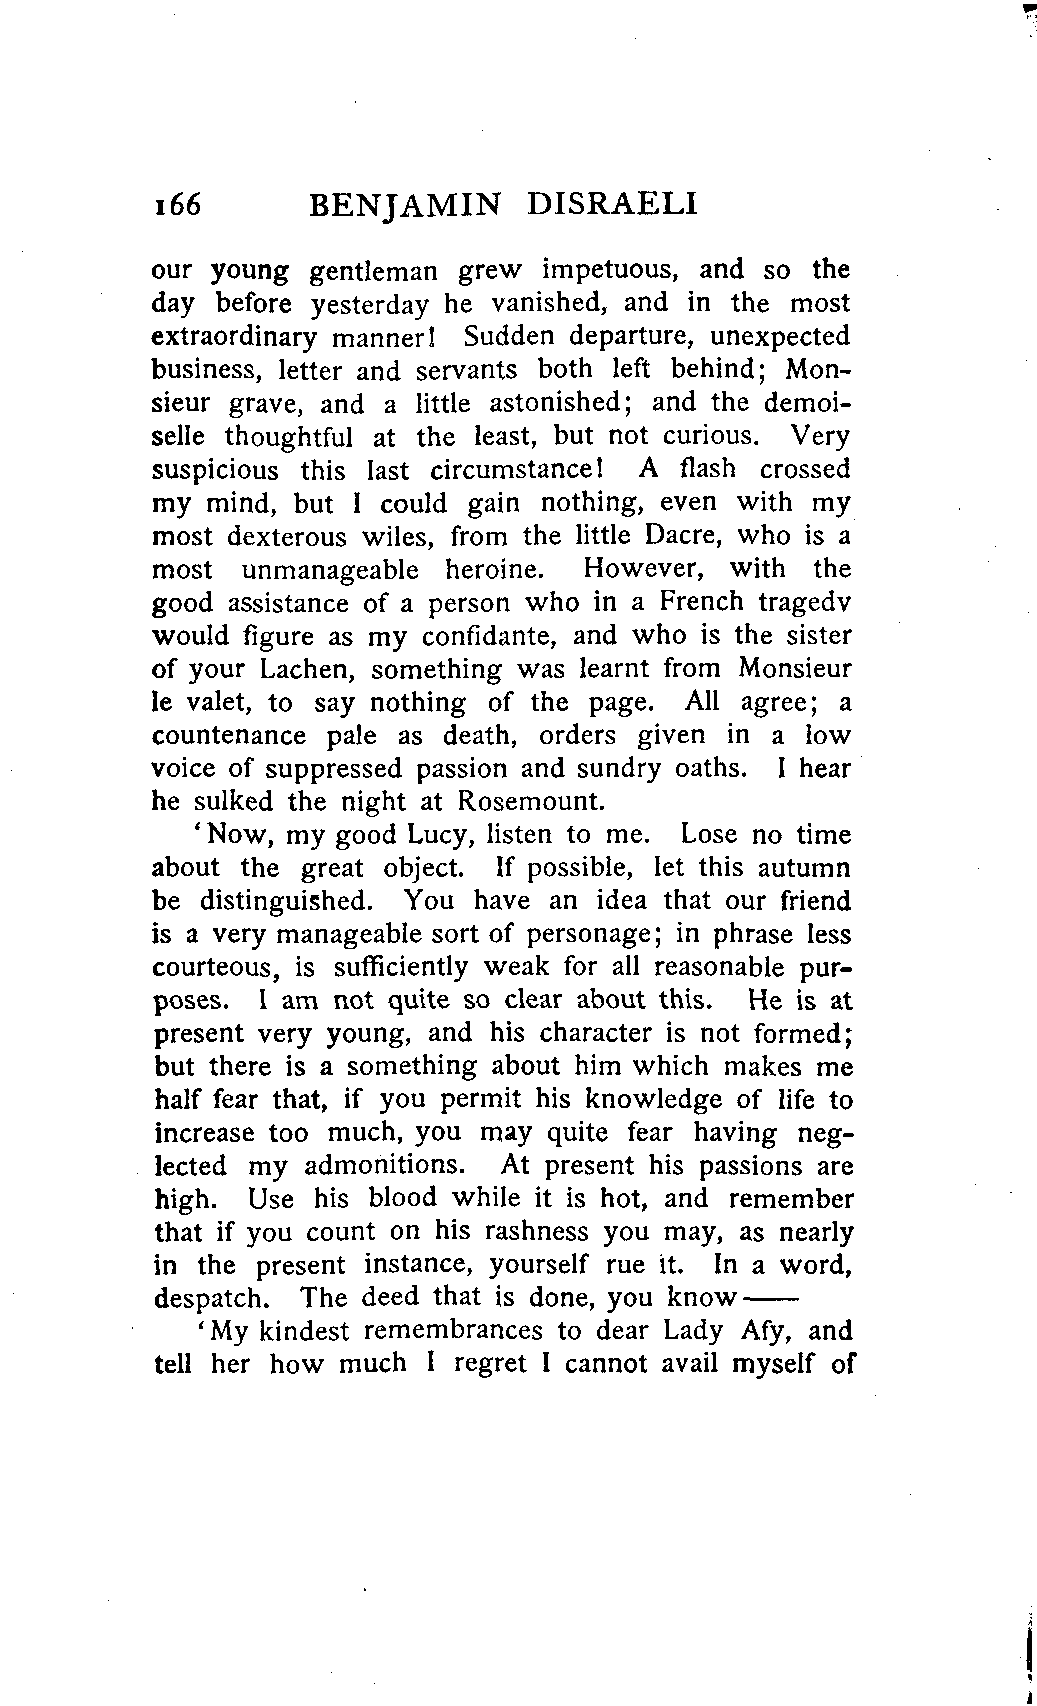 166 BENJAMIN DISRAELI
our young gentleman grew impetuous, and so the
day before yesterday he vanished, and in the most
extraordinary manner! Sudden departure, unexpected
business, letter and servants both left behind; Mon-
sieur grave, and a little astonished; and the demoi-
selle thoughtful at the least, but not curious. Very
suspicious this last circumstance! A flash crossed
my mind, but I could gain nothing, even with my
most dexterous wiles, from the little Dacre, who is a
most unmanageable heroine. However, with the
good assistance of a person who in a French tragedv
would figure as my confidante, and who is the sister
of your Lachen, something was learnt from Monsieur
le valet, to say nothing of the page. All agree; a
countenance pale as death, orders given in a low
voice of suppressed passion and sundry oaths. I hear
he sulked the night at Rosemount.
'Now, my good Lucy, listen to me. Lose no time
about the great object. If possible, let this autumn
be distinguished. You have an idea that our friend
is a very manageable sort of personage; in phrase less
courteous, is sufficiently weak for all reasonable pur-
poses. I am not quite so clear about this. He is at
present very young, and his character is not formed;
but there is a something about him which makes me
half fear that, if you permit his knowledge of life to
increase too much, you may quite fear having neg-
lected my admonitions. At present his passions are
high. Use his blood while it is hot, and remember
that if you count on his rashness you may, as nearly
in the present instance, yourself rue it. In a word,
despatch. The deed that is done, you know——
'My kindest remembrances to dear Lady Afy, and
tell her how much I regret I cannot avail myself of